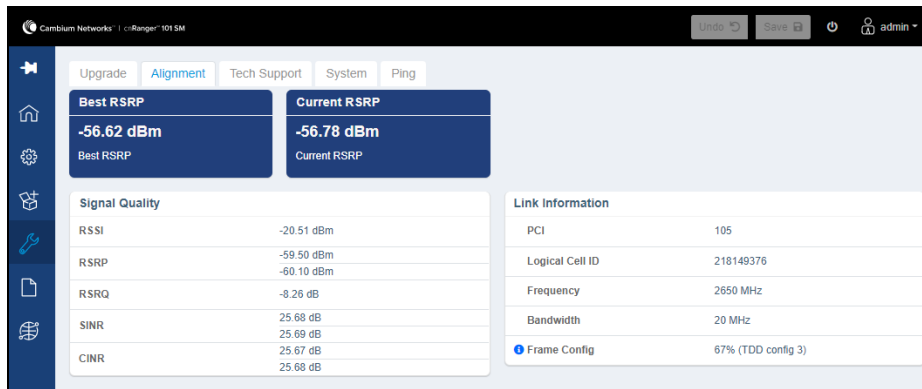 Cambium Networks™ | cnRanger™ 101 SM
Undo Save admin
Upgrade Alignment Tech Support System Ping
Best RSRP
-56.62 dBm
Best RSRP
Current RSRP
-56.78 dBm
Current RSRP
Signal Quality
RSSI -20.51 dBm
RSRP -59.50 dBm
-60.10 dBm
RSRQ -8.26 dB
SINR 25.68 dB
25.69 dB
CINR 25.67 dB
25.68 dB
Link Information
PCI 105
Logical Cell ID 218149376
Frequency 2650 MHz
Bandwidth 20 MHz
Frame Config 67% (TDD config 3)